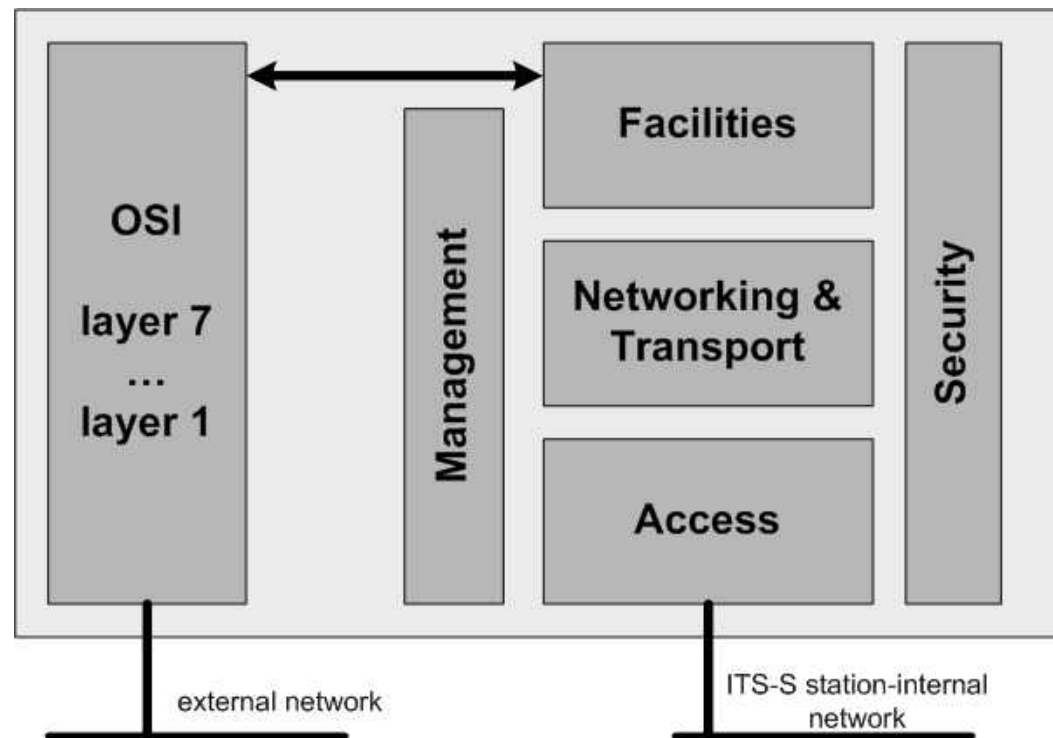 OSI
layer 7
...
layer 1
Management
Facilities
Networking &
Transport
Access
Security
external network
ITS-S station-internal
network